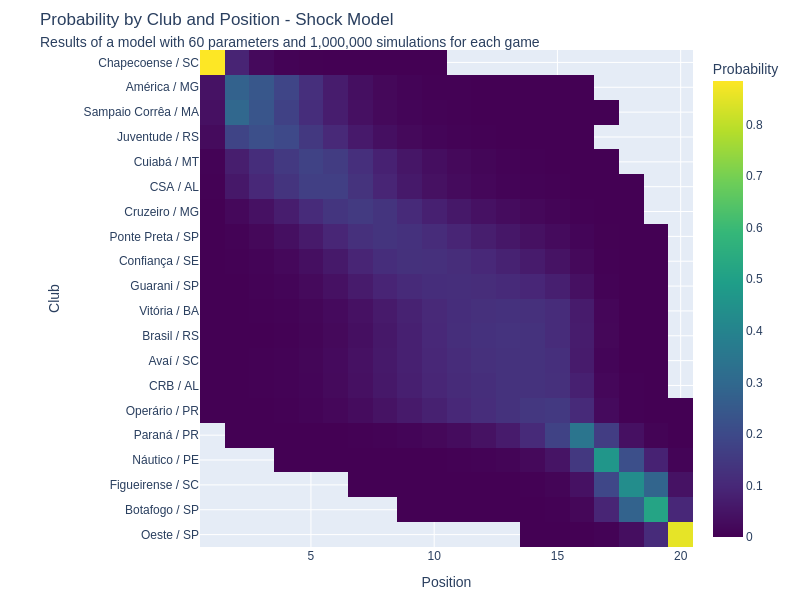 Probability by Club and Position - Shock Model
Results of a model with 60 parameters and 1,000,000 simulations for each game
Probability
Chapecoense / SC
América / MG
Sampaio Corrêa / MA
Juventude / RS
Cuiabá / MT
CSA / AL
Cruzeiro / MG
Ponte Preta / SP
Confiança / SE
Guarani / SP
Vitória / BA
Brasil / RS
Avaí / SC
CRB / AL
Operário / PR
Paraná / PR
Náutico / PE
Figueirense / SC
Botafogo / SP
Oeste / SP
Club
5
10
15
20
Position
0.8
0.7
0.6
0.5
0.4
0.3
0.2
0.1
0